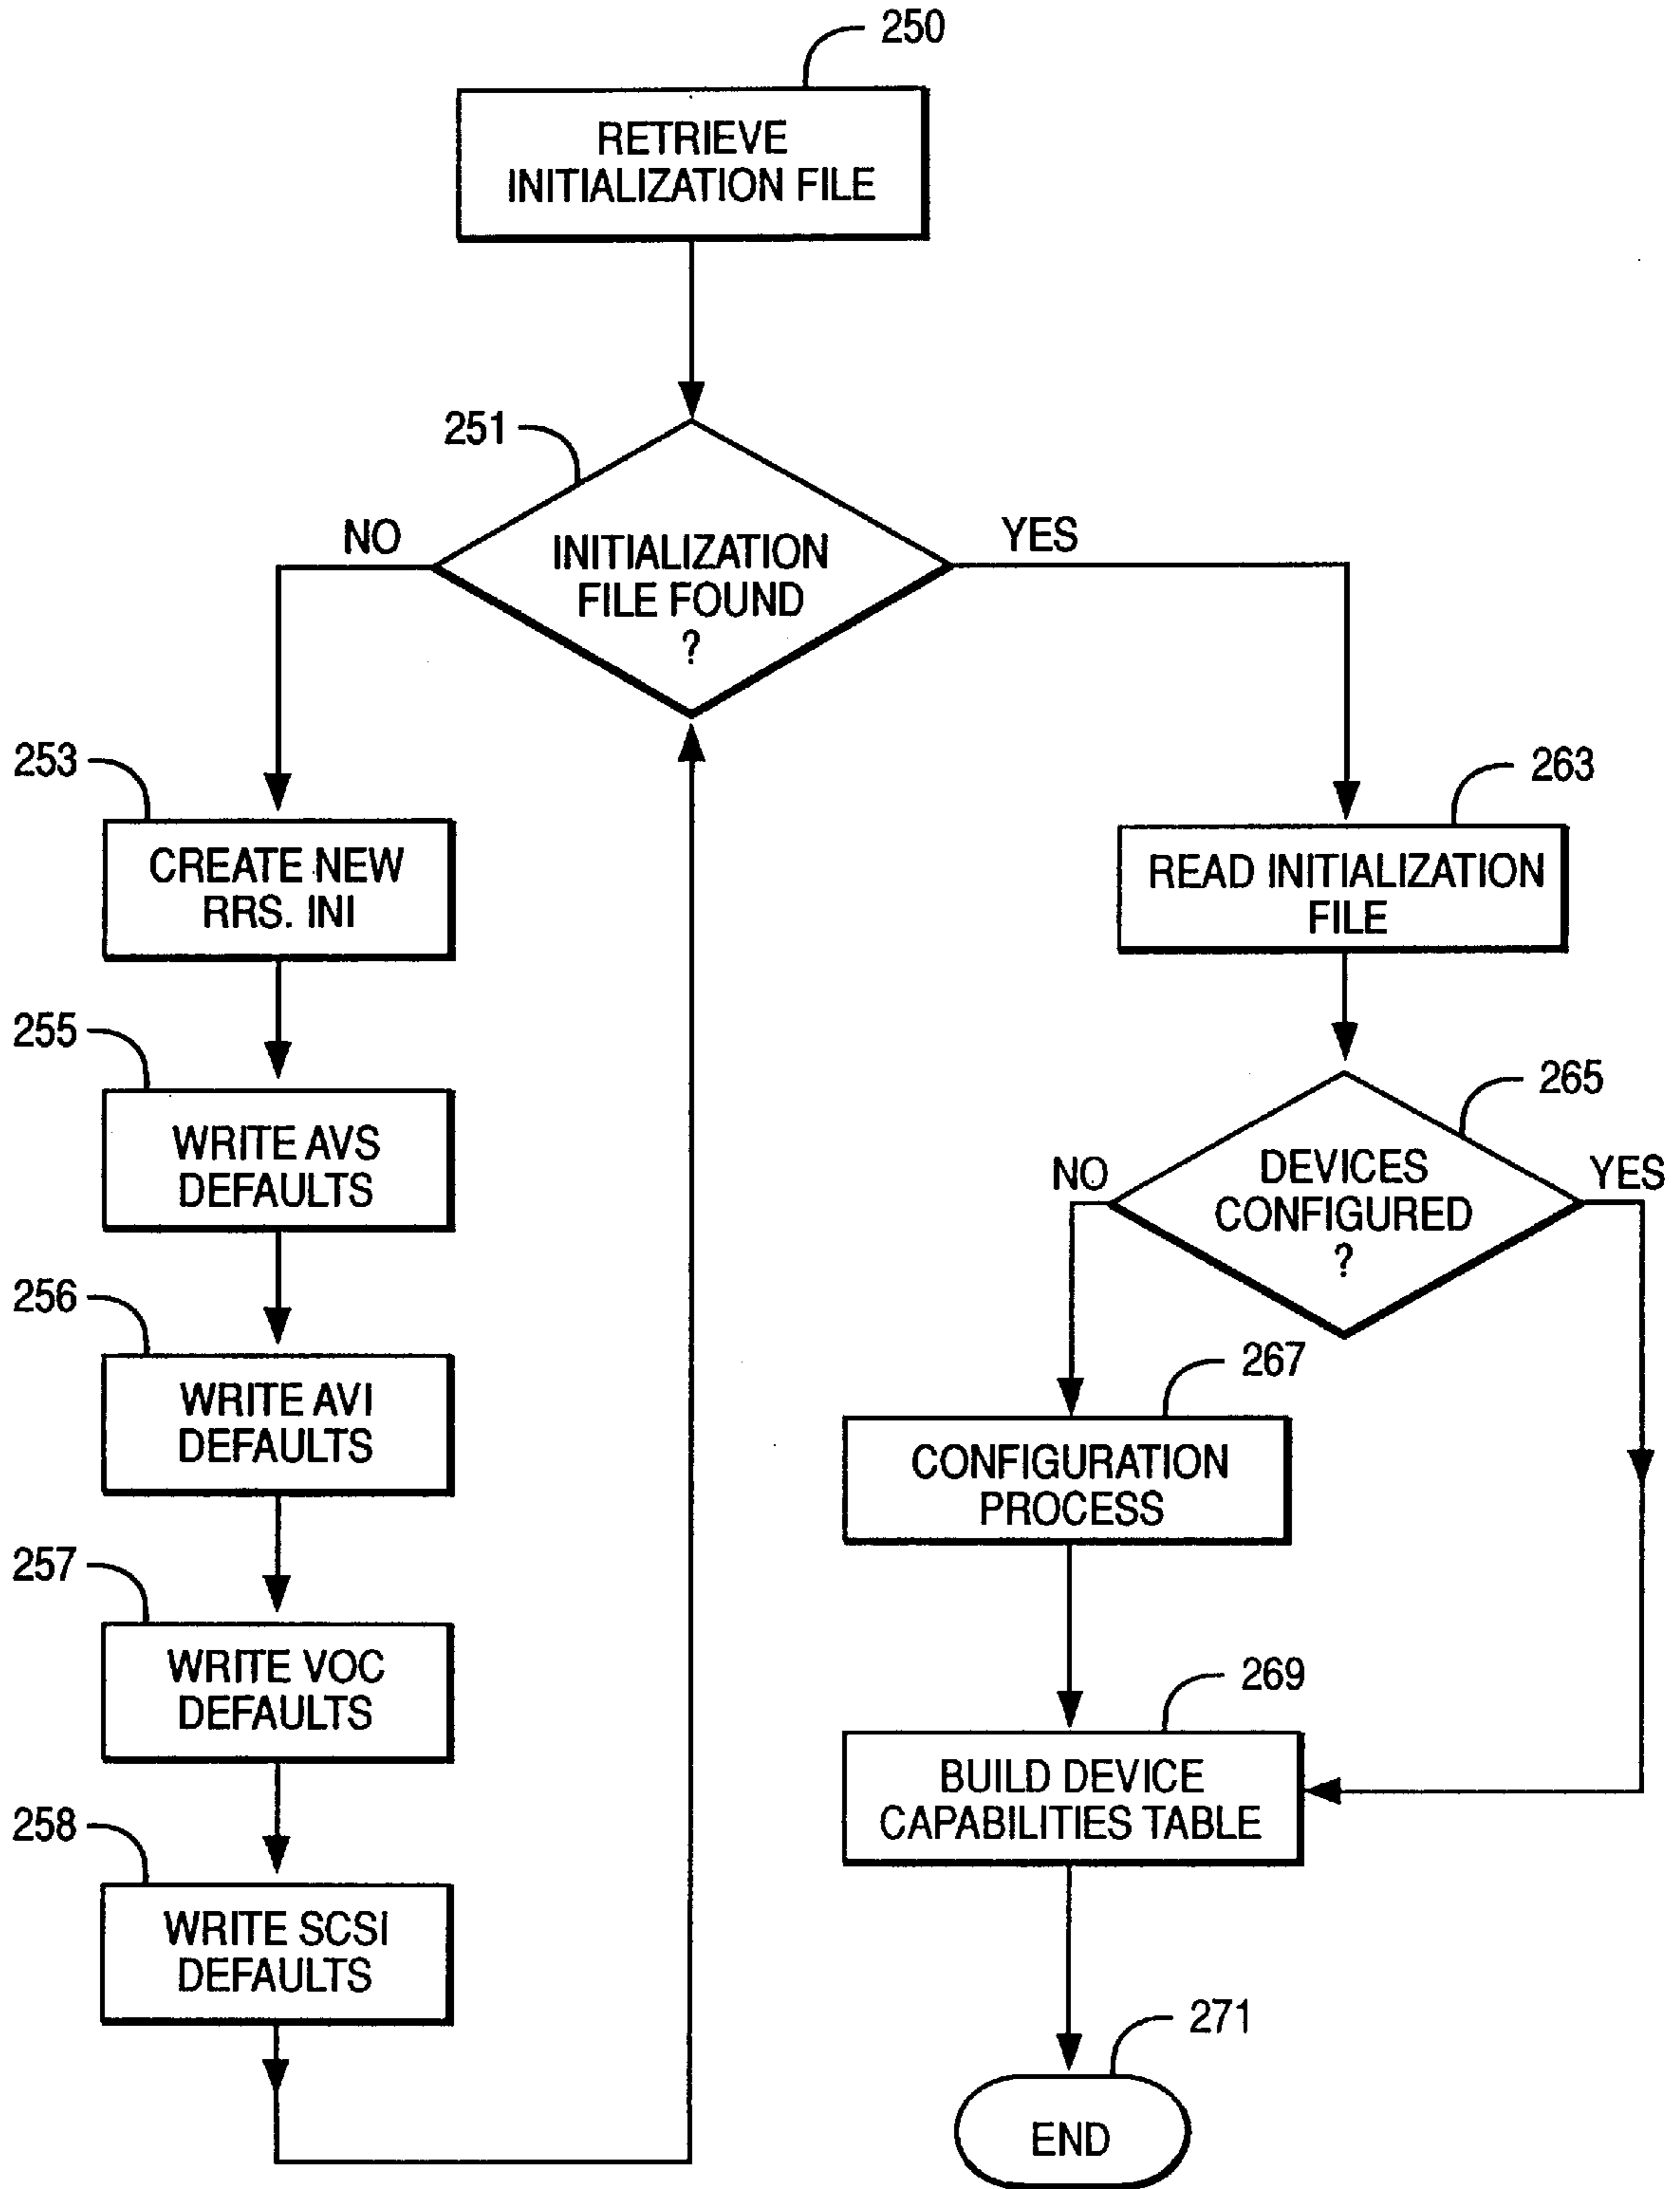 250
RETRIEVE
INITIALIZATION FILE
251
NO
INITIALIZATION
FILE FOUND
?
YES
253
CREATE NEW
RRS. INI
255
WRITE AVS
DEFAULTS
256
WRITE AVI
DEFAULTS
257
WRITE VOC
DEFAULTS
258
WRITE SCSI
DEFAULTS
263
READ INITIALIZATION
FILE
265
NO
DEVICES
CONFIGURED
?
YES
267
CONFIGURATION
PROCESS
269
BUILD DEVICE
CAPABILITIES TABLE
271
END